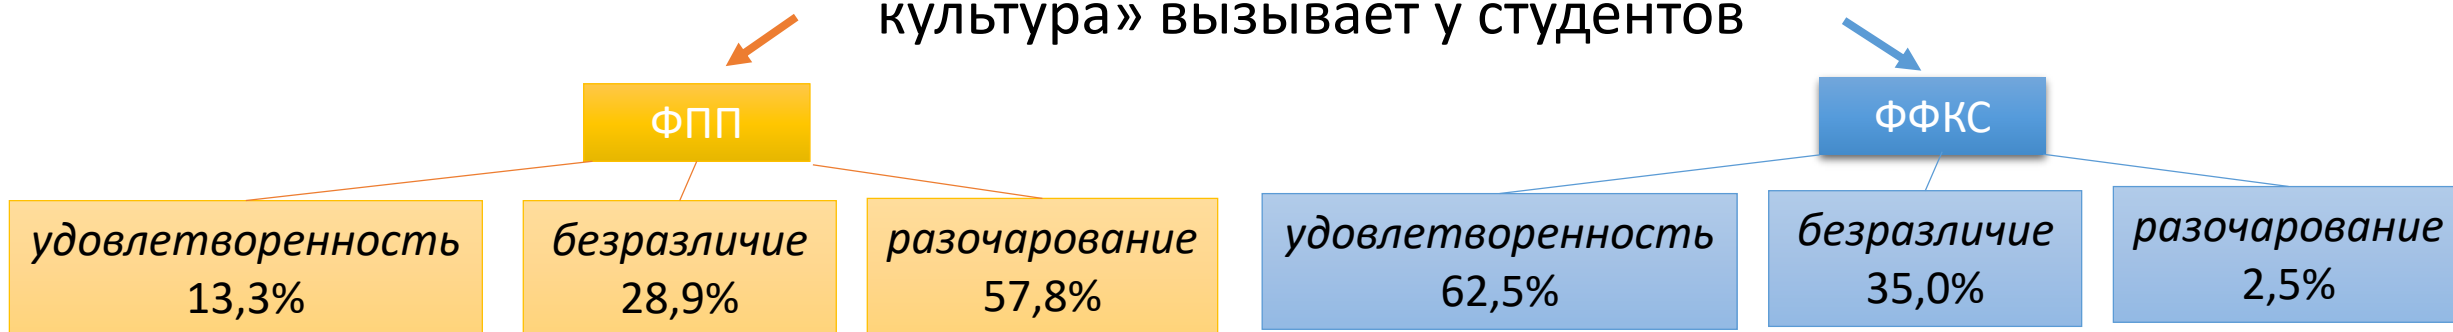 культура» вызывает у студентов
ФПП
ФФКС
удовлетворенность
13,3%
безразличие
28,9%
разочарование
57,8%
удовлетворенность
62,5%
безразличие
35,0%
разочарование
2,5%